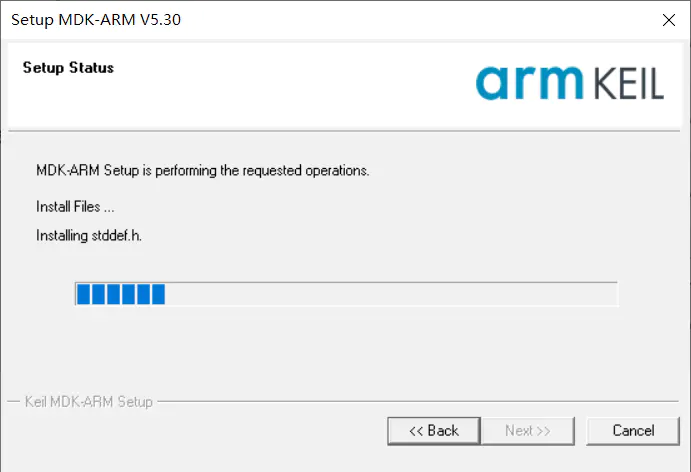 Setup MDK-ARM V5.30
Setup Status
arm KEIL
MDK-ARM Setup is performing the requested operations.
Install Files ...
Installing stddef.h.
Keil MDK-ARM Setup
<< Back
Next >>
Cancel